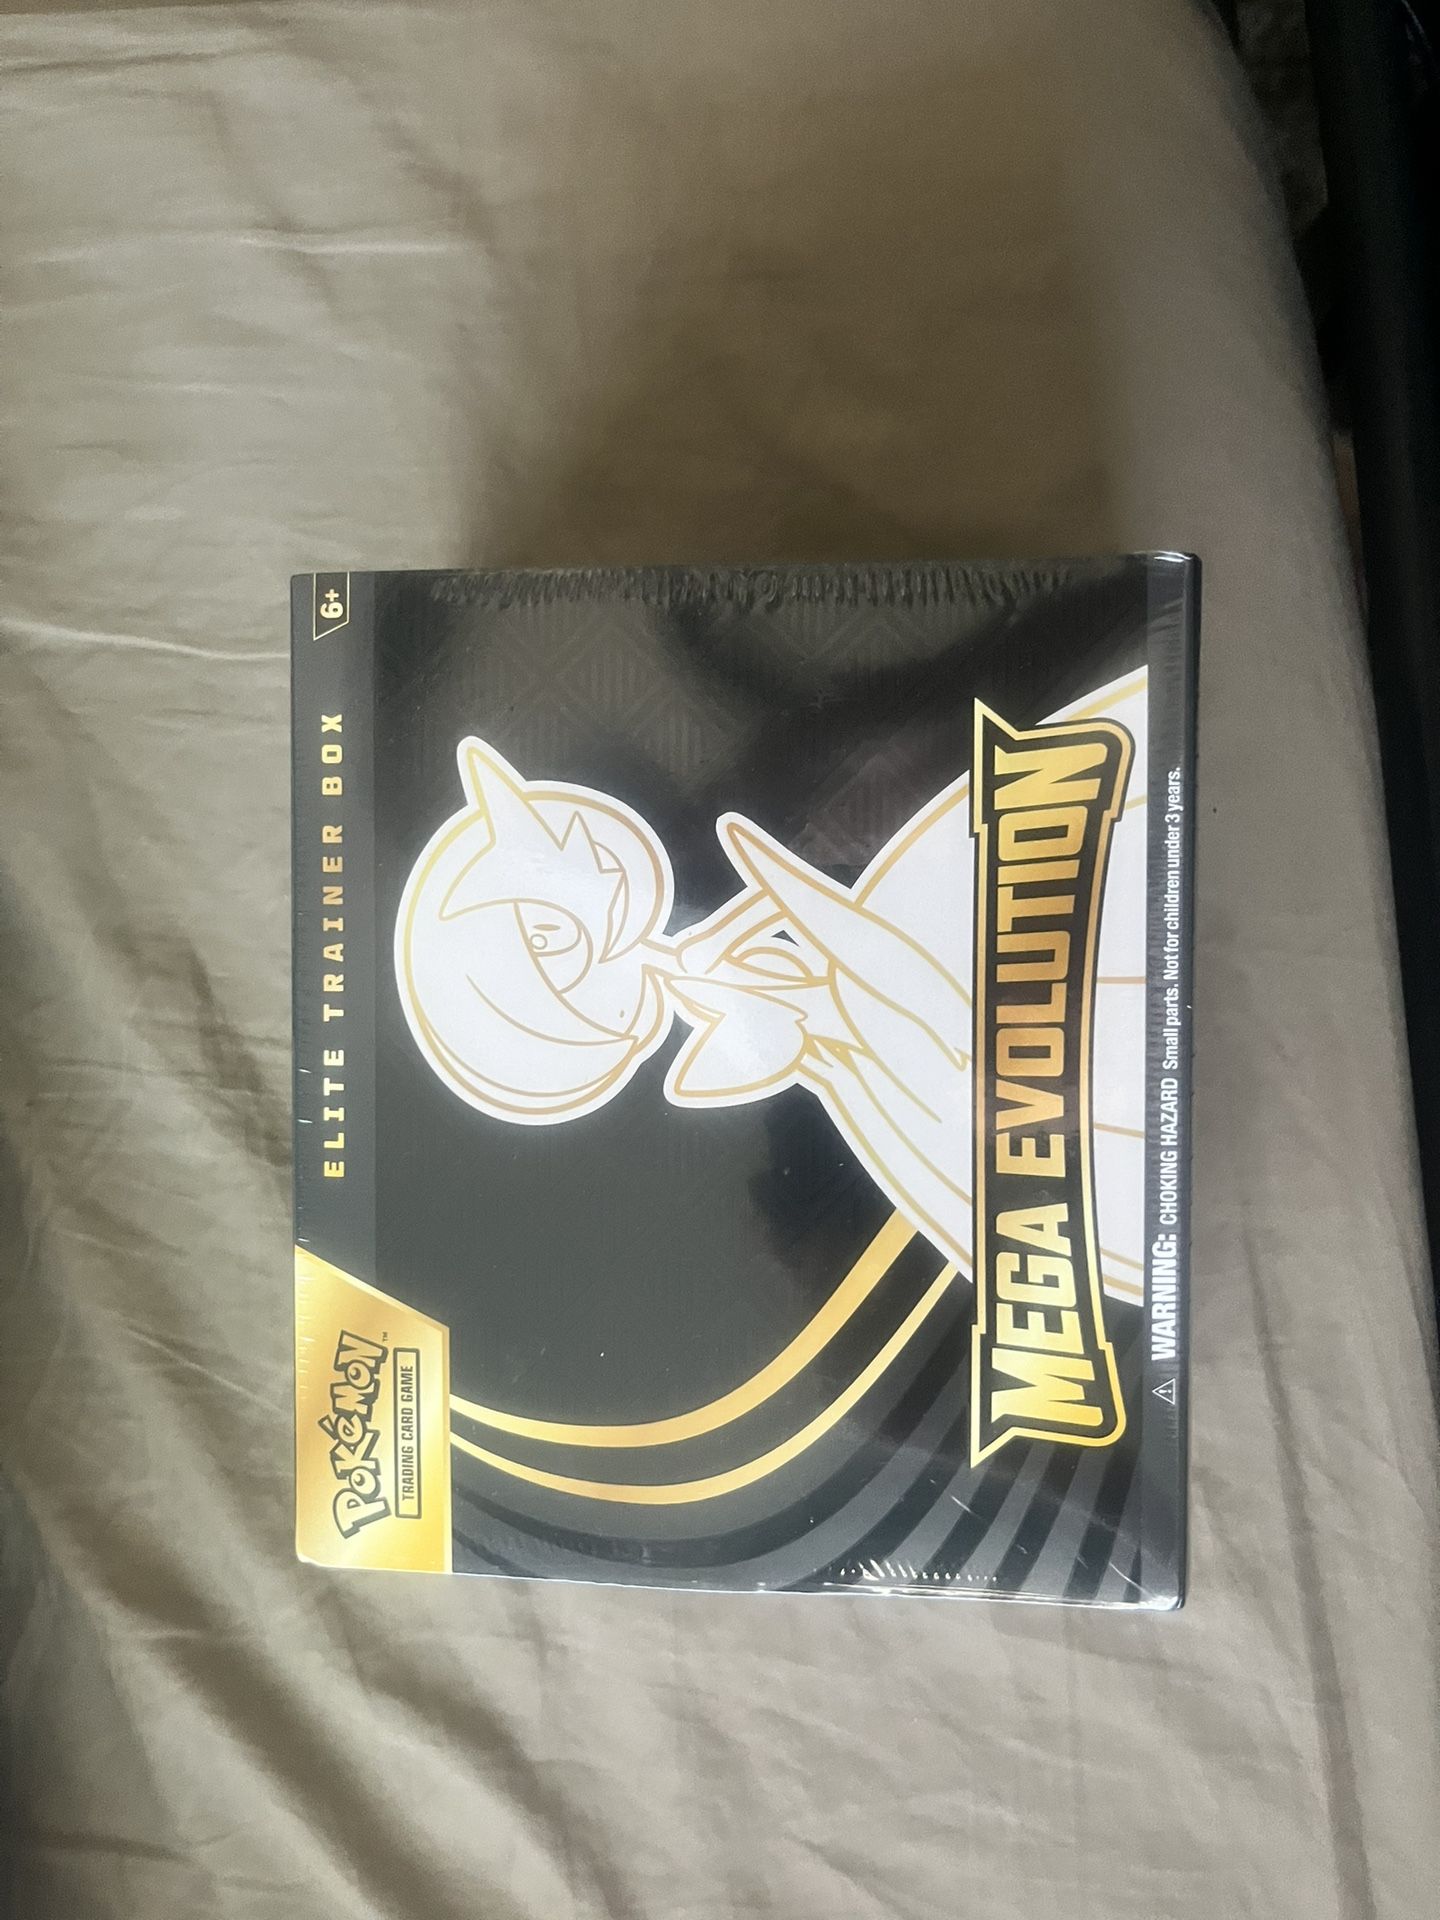 ELITE TRAINER BOX
6+
POKéMON™
TRADING CARD GAME
MEGA EVOLUTION
⚠ WARNING: CHOKING HAZARD Small parts. Not for children under 3 years.